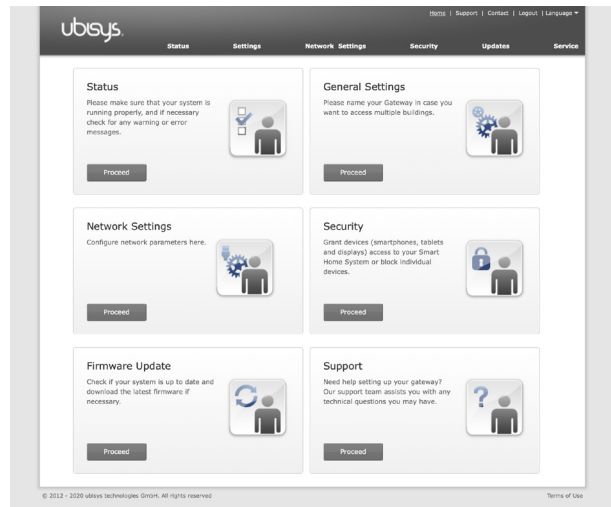 Home | Support | Contact | Logout | Language
ubisys.
Status Settings Network Settings Security Updates Service
Status
Please make sure that your system is
running properly, and if necessary
check for any warning or error
messages.
Proceed
General Settings
Please name your Gateway in case you
want to access multiple buildings.
Proceed
Network Settings
Configure network parameters here.
Proceed
Security
Grant devices (smartphones, tablets
and displays) access to your Smart
Home System or block individual
devices.
Proceed
Firmware Update
Check if your system is up to date and
download the latest firmware if
necessary.
Proceed
Support
Need help setting up your gateway?
Our support team assists you with any
technical questions you may have.
Proceed
© 2012 - 2020 ubisys technologies GmbH. All rights reserved
Terms of Use